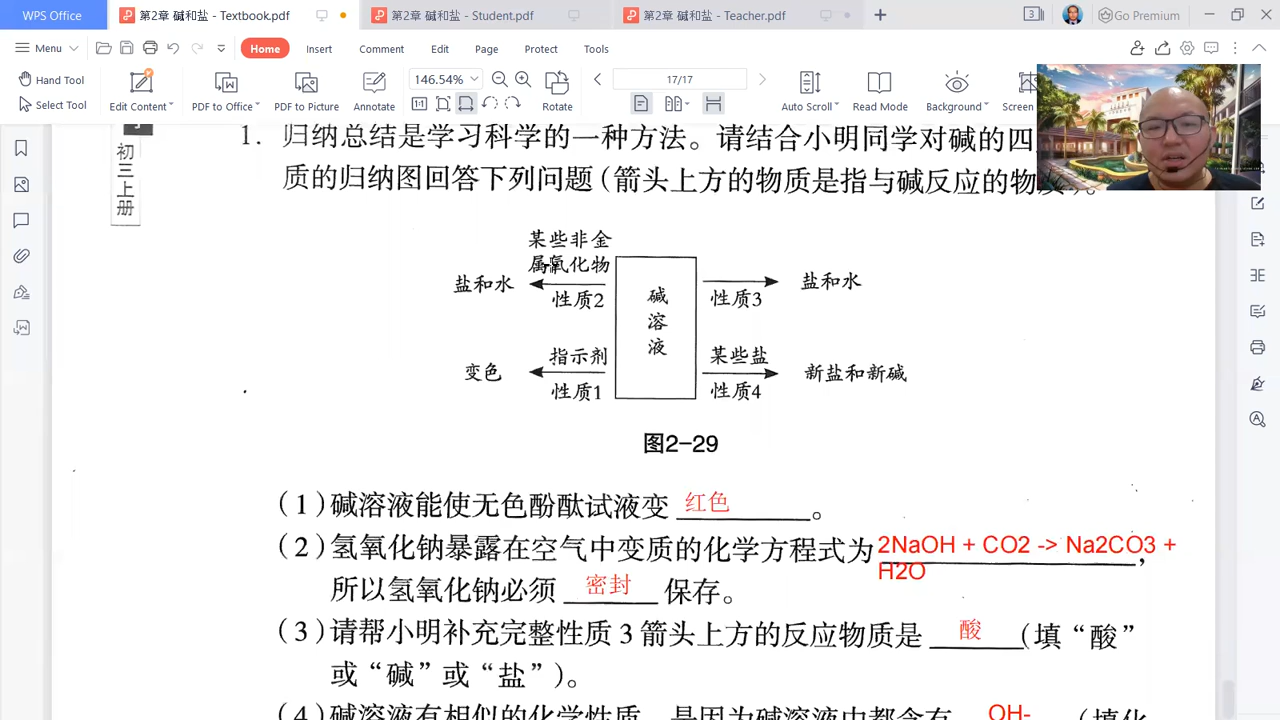 WPS Office
第2章 碱和盐 - Textbook.pdf
第2章 碱和盐 - Student.pdf
第2章 碱和盐 - Teacher.pdf
3
Go Premium
Menu
Home
Insert
Comment
Edit
Page
Protect
Tools
Hand Tool
Select Tool
Edit Content
PDF to Office
PDF to Picture
Annotate
146.54%
17/17
Rotate
Auto Scroll
Read Mode
Background
Screen
初三上册
1. 归纳总结是学习科学的一种方法。请结合小明同学对碱的四
质的归纳图回答下列问题(箭头上方的物质是指与碱反应的物
某些非金
属氧化物
盐和水
性质2
碱溶液
性质3
盐和水
指示剂
变色
性质1
某些盐
性质4
新盐和新碱
图2-29
(1)碱溶液能使无色酚酞试液变 红色 。
(2)氢氧化钠暴露在空气中变质的化学方程式为 2NaOH + CO2 -> Na2CO3 +
H2O ,
所以氢氧化钠必须 密封 保存。
(3)请帮小明补充完整性质3箭头上方的反应物质是 酸 (填“酸”
或“碱”或“盐”)。
(4)碱溶液有相似的化学性质，是因为碱溶液中都含有 OH- (填化